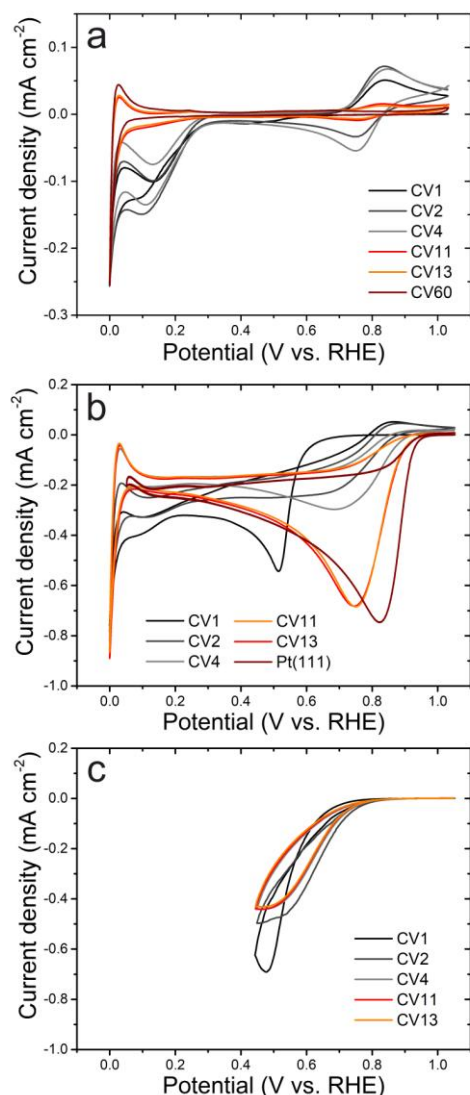 a
Current density (mA cm-2)
0.1
0.0
-0.1
-0.2
-0.3
CV1
CV2
CV4
CV11
CV13
CV60
0.0 0.2 0.4 0.6 0.8 1.0
Potential (V vs. RHE)
b
Current density (mA cm-2)
0.2
0.0
-0.2
-0.4
-0.6
-0.8
-1.0
CV1 CV11
CV2 CV13
CV4 Pt(111)
0.0 0.2 0.4 0.6 0.8 1.0
Potential (V vs. RHE)
c
Current density (mA cm-2)
0.2
0.0
-0.2
-0.4
-0.6
-0.8
-1.0
CV1
CV2
CV4
CV11
CV13
0.0 0.2 0.4 0.6 0.8 1.0
Potential (V vs. RHE)